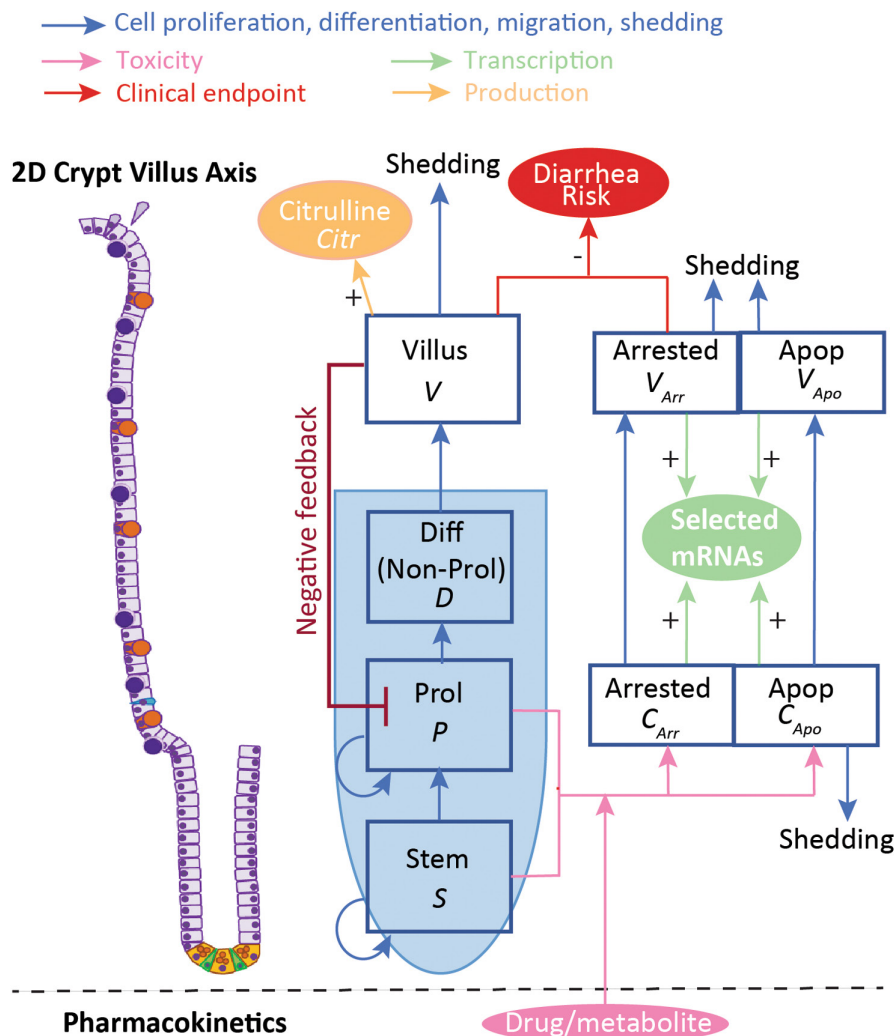 Cell proliferation, differentiation, migration, shedding
Toxicity
Transcription
Clinical endpoint
Production
2D Crypt Villus Axis
Shedding
Diarrhea
Risk
Citrulline
Citr
-
Shedding
+
Villus
V
Arrested
V_Arr
Apop
V_Apo
Negative feedback
+
+
Selected
mRNAs
Diff
(Non-Prol)
D
+
+
Prol
P
Arrested
C_Arr
Apop
C_Apo
Shedding
Stem
S
Pharmacokinetics
Drug/metabolite